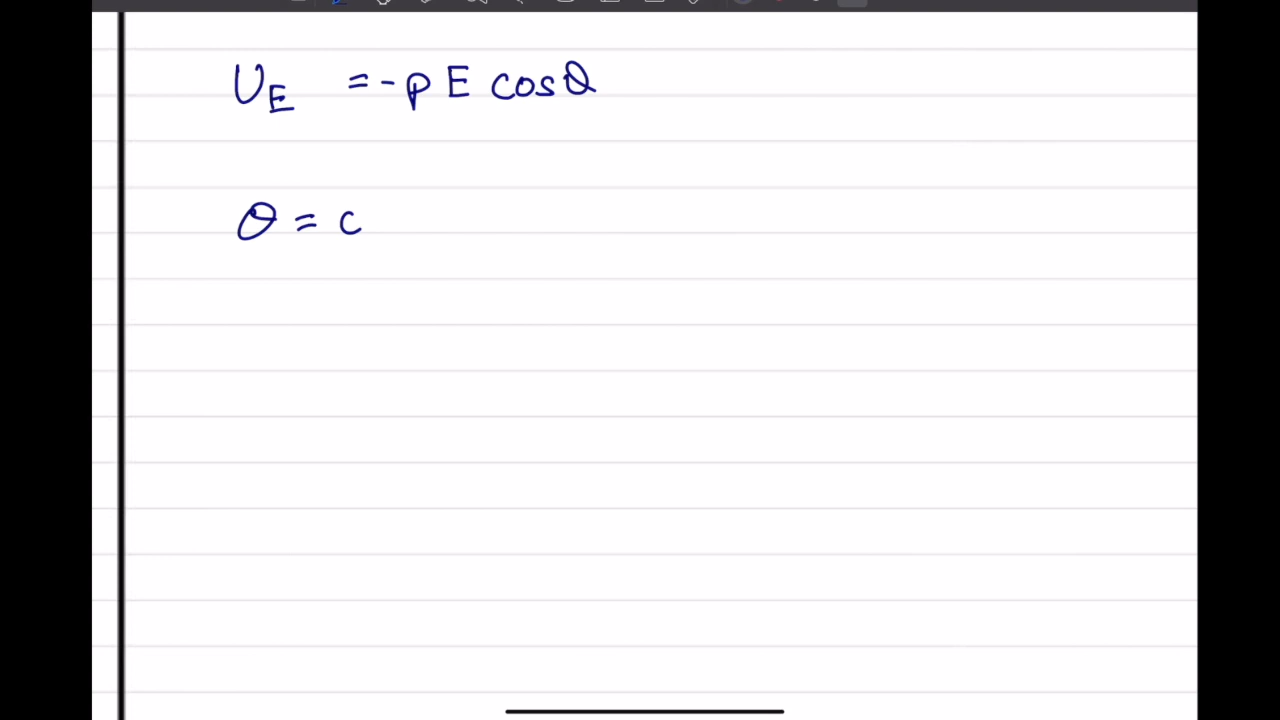 U_E = - p E cosθ
θ = c